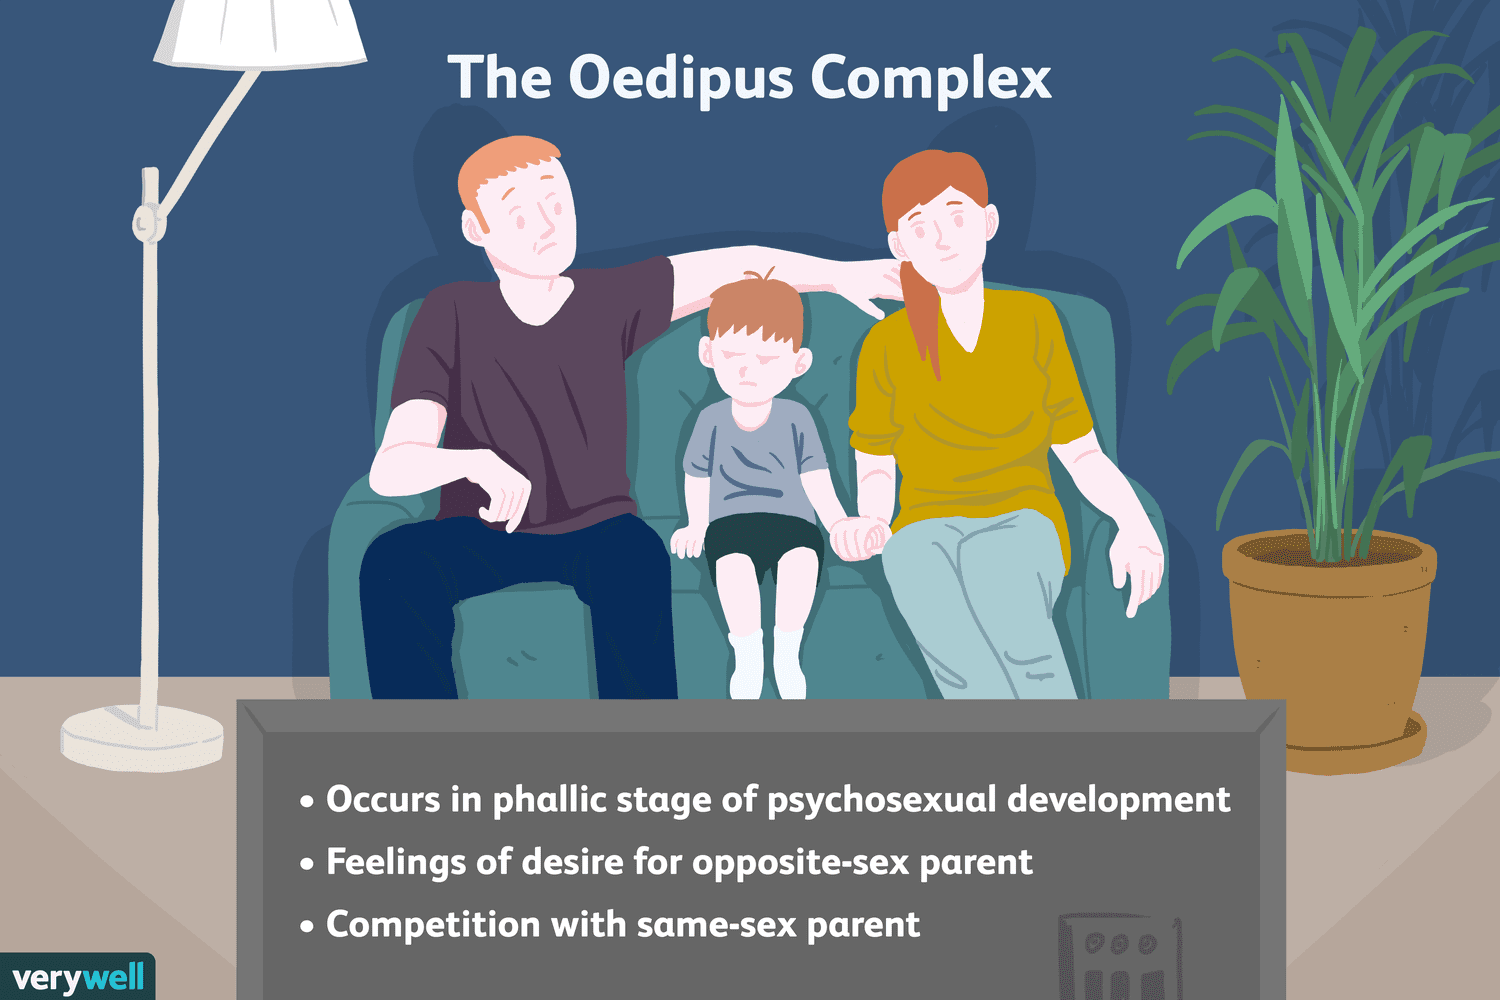 The Oedipus Complex
• Occurs in phallic stage of psychosexual development
• Feelings of desire for opposite-sex parent
• Competition with same-sex parent
verywell